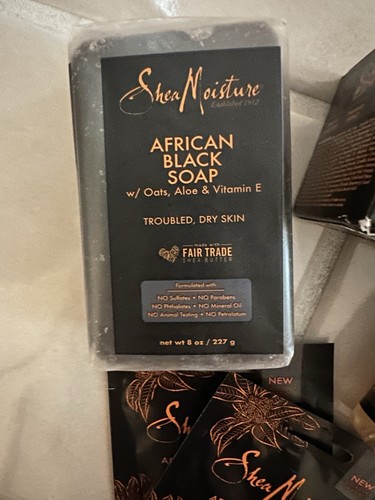 SheaMoisture
Established 1912
AFRICAN
BLACK
SOAP
w/ Oats, Aloe & Vitamin E
TROUBLED, DRY SKIN
made with
FAIR TRADE
SHEA BUTTER
Formulated with
NO Sulfates • NO Parabens
NO Phthalates • NO Mineral Oil
NO Animal Testing • NO Petrolatum
net wt 8 oz / 227 g
NEW
SheaMoisture
NEW